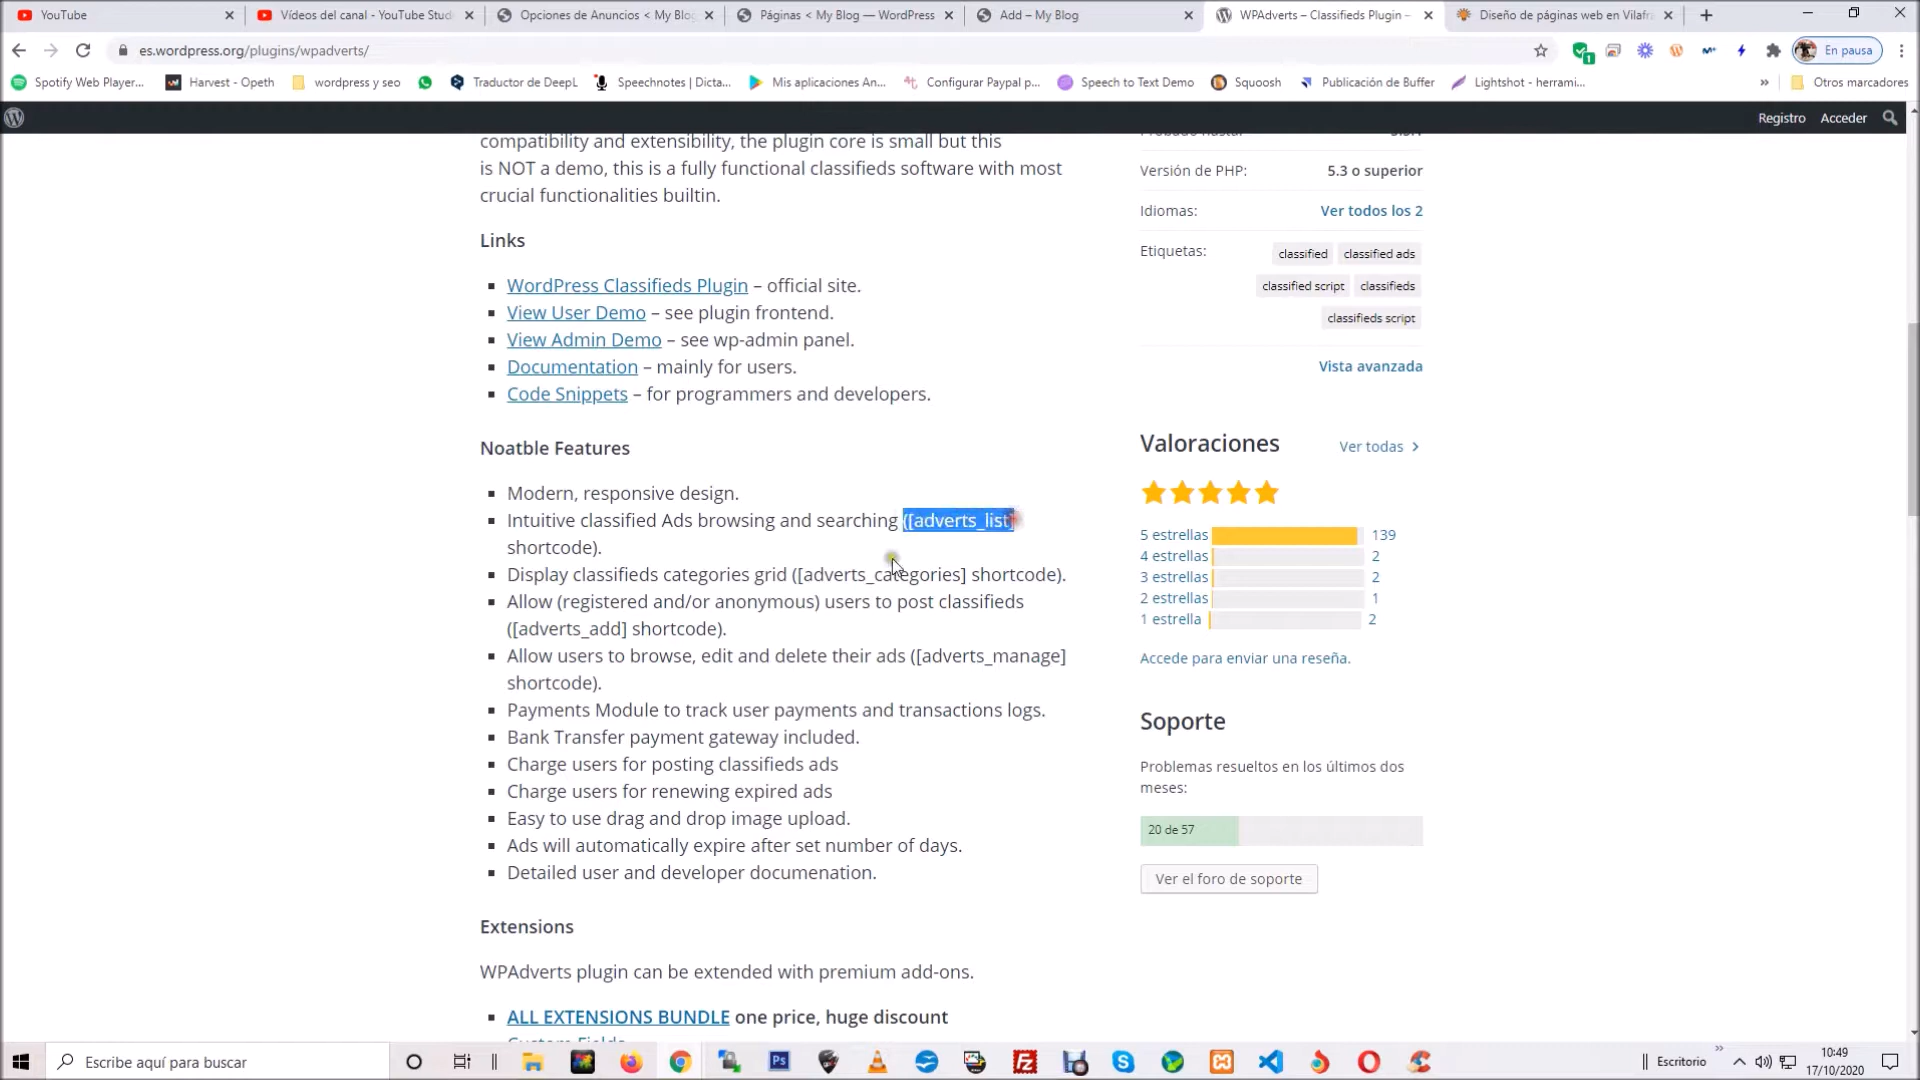 YouTube
Vídeos del canal - YouTube Stud
Opciones de Anuncios < My Blog
Páginas < My Blog — WordPress
Add – My Blog
WPAdverts – Classifieds Plugin –
Diseño de páginas web en Vilafra
es.wordpress.org/plugins/wpadverts/
En pausa
Spotify Web Player...
Harvest - Opeth
wordpress y seo
Traductor de DeepL
Speechnotes | Dicta...
Mis aplicaciones An...
Configurar Paypal p...
Speech to Text Demo
Squoosh
Publicación de Buffer
Lightshot - herrami...
»
Otros marcadores
Registro
Acceder
compatibility and extensibility, the plugin core is small but this
is NOT a demo, this is a fully functional classifieds software with most
crucial functionalities builtin.
Links
WordPress Classifieds Plugin – official site.
View User Demo – see plugin frontend.
View Admin Demo – see wp-admin panel.
Documentation – mainly for users.
Code Snippets – for programmers and developers.
Noatble Features
Modern, responsive design.
Intuitive classified Ads browsing and searching ([adverts_list]
shortcode).
Display classifieds categories grid ([adverts_categories] shortcode).
Allow (registered and/or anonymous) users to post classifieds
([adverts_add] shortcode).
Allow users to browse, edit and delete their ads ([adverts_manage]
shortcode).
Payments Module to track user payments and transactions logs.
Bank Transfer payment gateway included.
Charge users for posting classifieds ads
Charge users for renewing expired ads
Easy to use drag and drop image upload.
Ads will automatically expire after set number of days.
Detailed user and developer documenation.
Extensions
WPAdverts plugin can be extended with premium add-ons.
ALL EXTENSIONS BUNDLE one price, huge discount
Custom Fields
Probado hasta:
Versión de PHP: 5.3 o superior
Idiomas: Ver todos los 2
Etiquetas: classified classified ads
classified script classifieds
classifieds script
Vista avanzada
Valoraciones Ver todas
5 estrellas 139
4 estrellas 2
3 estrellas 2
2 estrellas 1
1 estrella 2
Accede para enviar una reseña.
Soporte
Problemas resueltos en los últimos dos
meses:
20 de 57
Ver el foro de soporte
Escribe aquí para buscar
Escritorio
»
10:49
17/10/2020